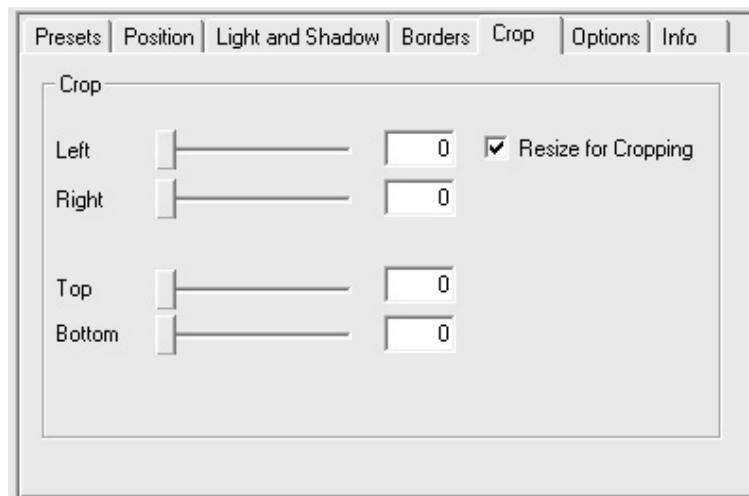 Presets Position Light and Shadow Borders Crop Options Info
Crop
Left 0 Resize for Cropping
Right 0
Top 0
Bottom 0